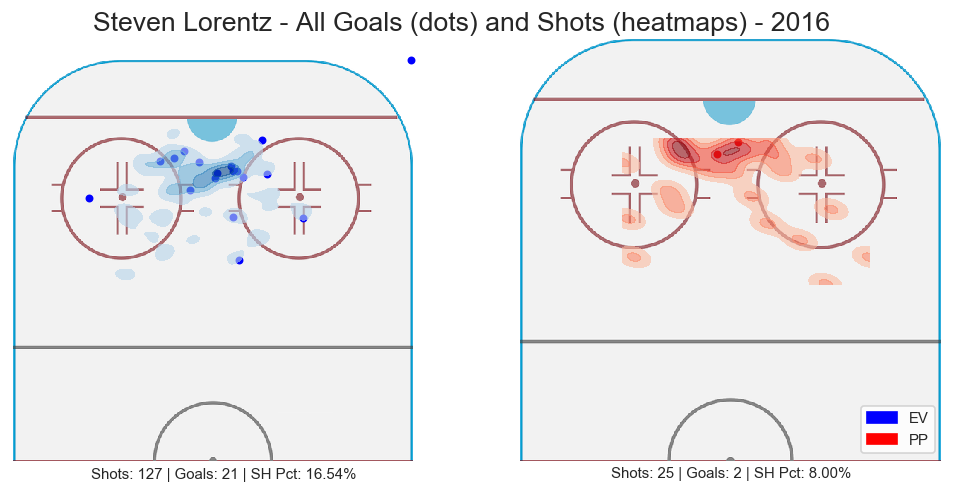 Steven Lorentz - All Goals (dots) and Shots (heatmaps) - 2016
EV
PP
Shots: 127 | Goals: 21 | SH Pct: 16.54%
Shots: 25 | Goals: 2 | SH Pct: 8.00%